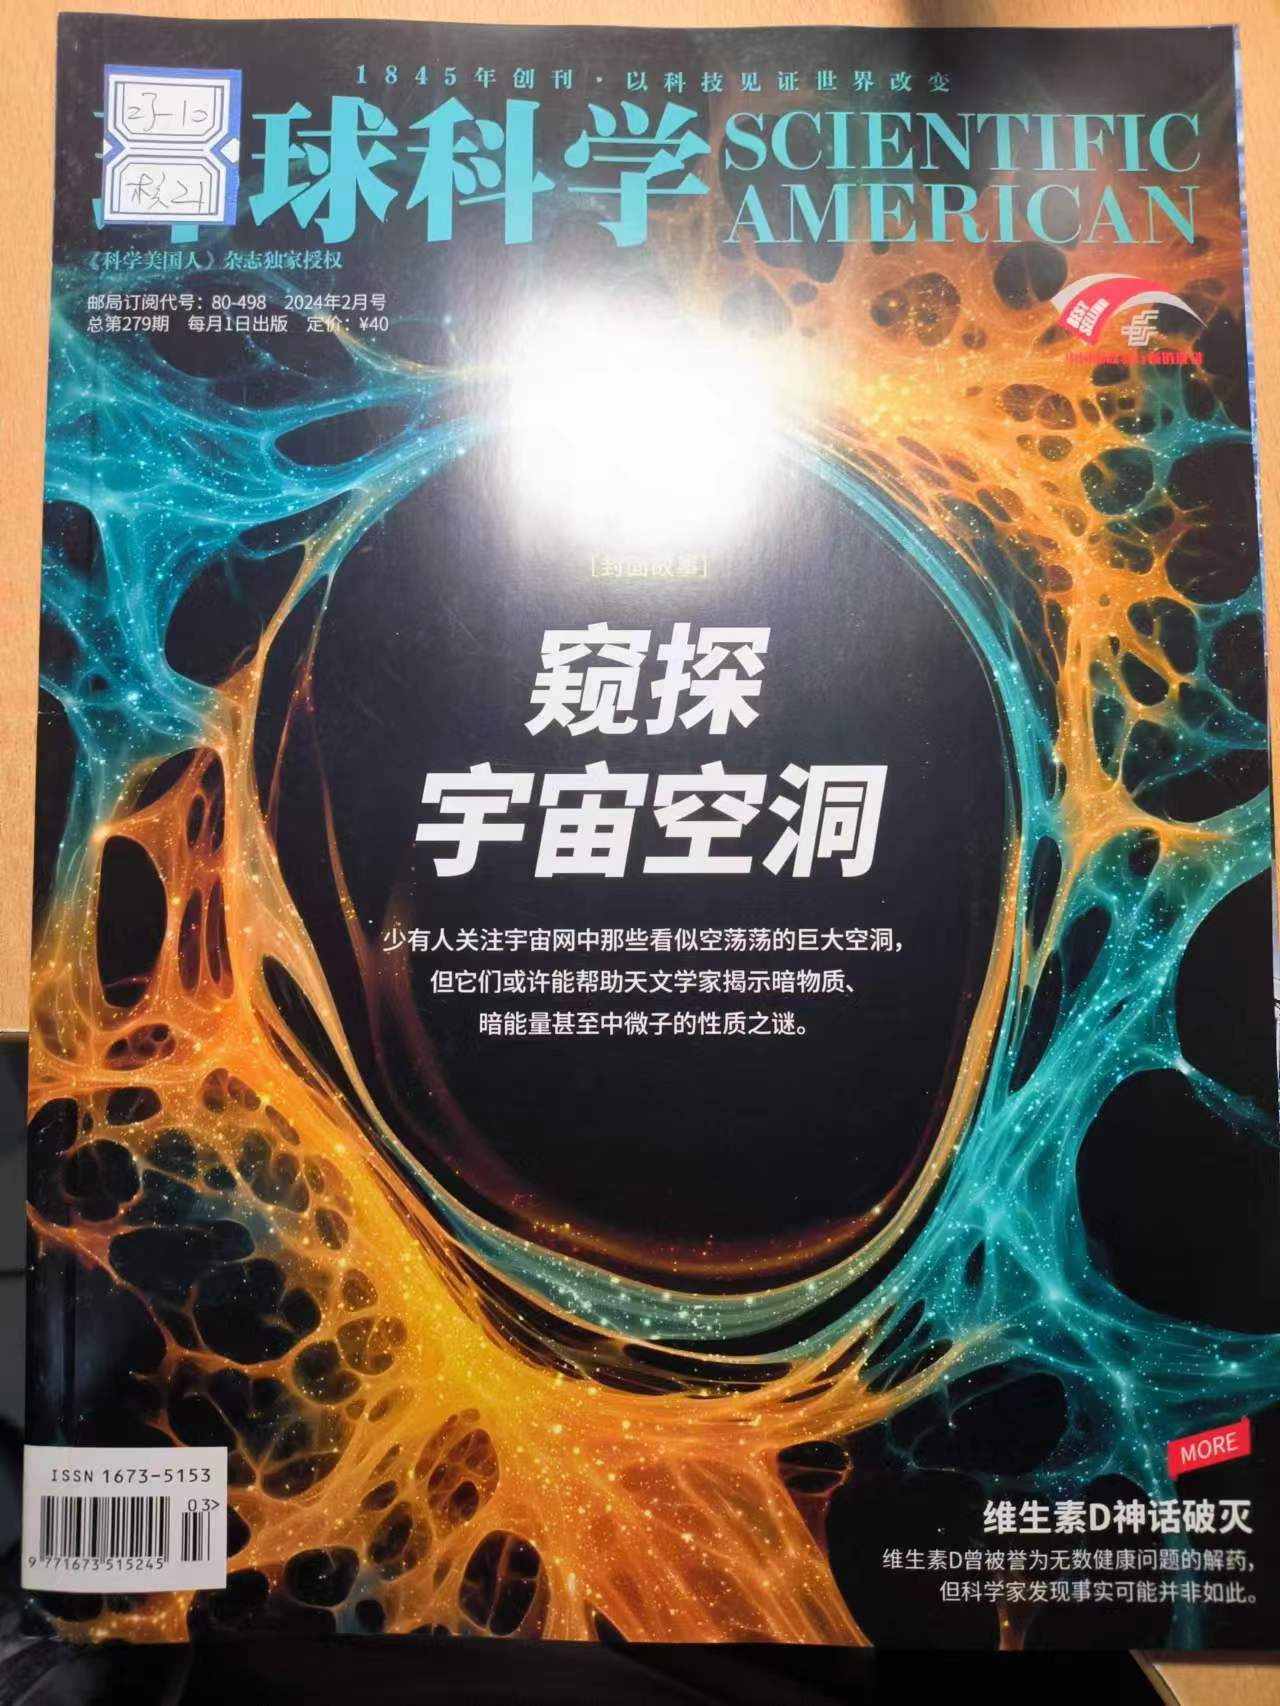 1845年创刊·以科技见证世界改变
球科学 SCIENTIFIC AMERICAN
《科学美国人》杂志独家授权
邮局订阅代号：80-498 2024年2月号
总第279期 每月1日出版 定价：¥40
BEST
[封面故事]
窥探
宇宙空洞
少有人关注宇宙网中那些看似空荡荡的巨大空洞，
但它们或许能帮助天文学家揭示暗物质、
暗能量甚至中微子的性质之谜。
MORE
维生素D神话破灭
维生素D曾被誉为无数健康问题的解药，
但科学家发现事实可能并非如此。
ISSN 1673-5153
03>
9 771673 515245